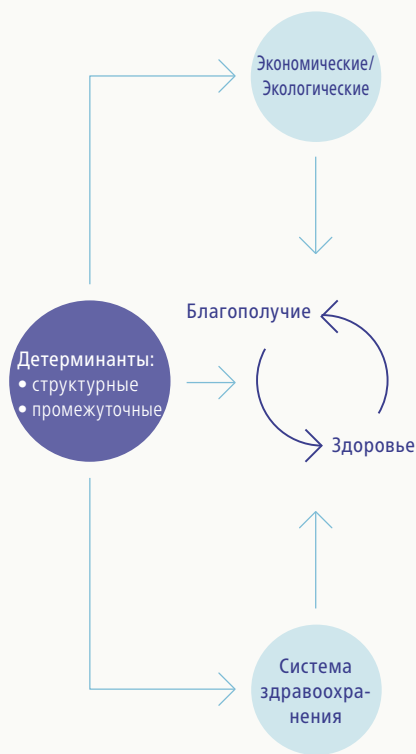 Экономические/
Экологические
Благополучие
Детерминанты:
• структурные
• промежуточные
Здоровье
Система
здравоохра-
нения